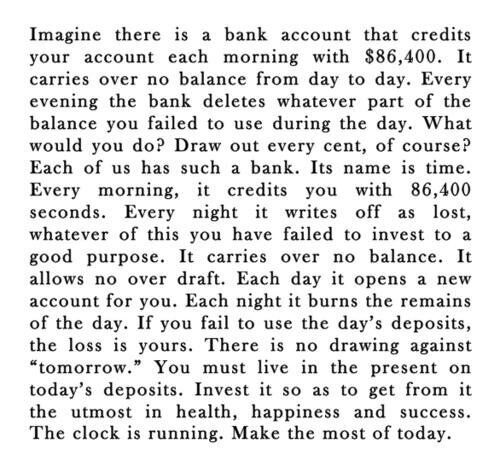 Imagine there is a bank account that credits
your account each morning with $86,400. It
carries over no balance from day to day. Every
evening the bank deletes whatever part of the
balance you failed to use during the day. What
would you do? Draw out every cent, of course?
Each of us has such a bank. Its name is time.
Every morning, it credits you with 86,400
seconds. Every night it writes off as lost,
whatever of this you have failed to invest to a
good purpose. It carries over no balance. It
allows no over draft. Each day it opens a new
account for you. Each night it burns the remains
of the day. If you fail to use the day’s deposits,
the loss is yours. There is no drawing against
“tomorrow.” You must live in the present on
today’s deposits. Invest it so as to get from it
the utmost in health, happiness and success.
The clock is running. Make the most of today.